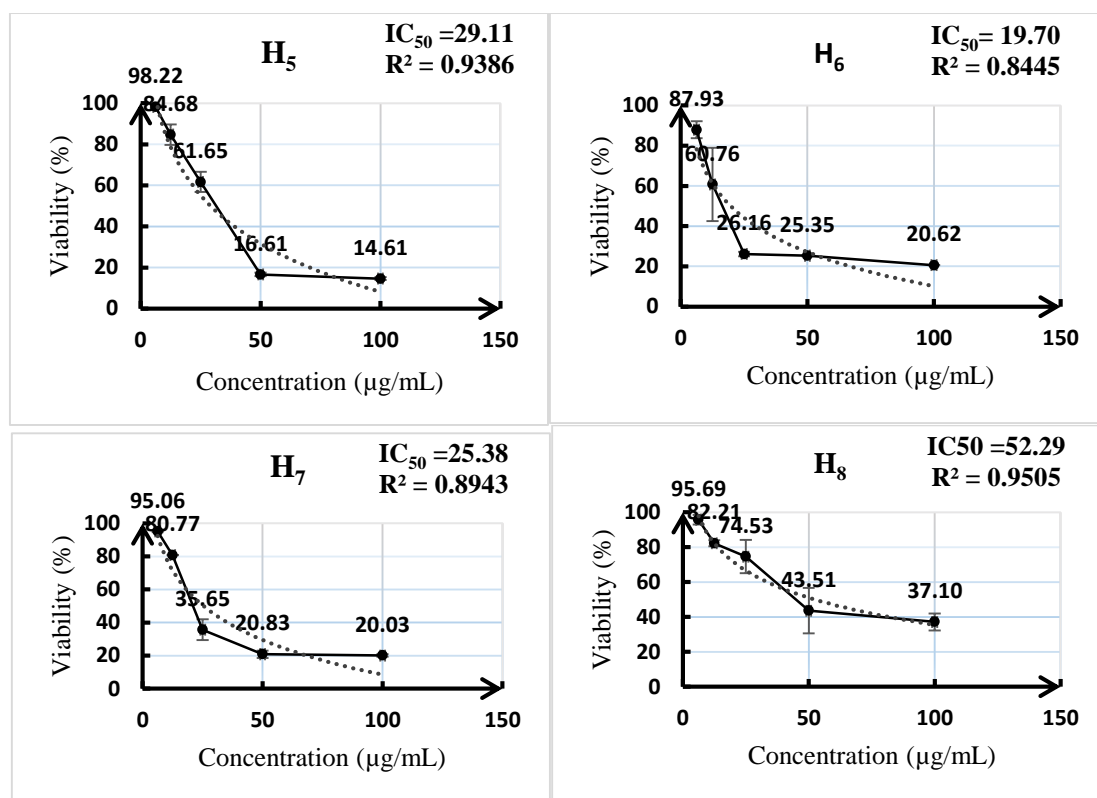 H₅
IC₅₀ =29.11
R² = 0.9386
98.22
84.68
61.65
16.61
14.61
100
80
60
40
20
0
Viability (%)
0 50 100 150
Concentration (µg/mL)
H₆
IC₅₀= 19.70
R² = 0.8445
87.93
60.76
26.16
25.35
20.62
100
80
60
40
20
0
Viability (%)
0 50 100 150
Concentration (µg/mL)
H₇
IC₅₀ =25.38
R² = 0.8943
95.06
80.77
35.65
20.83
20.03
100
80
60
40
20
0
Viability (%)
0 50 100 150
Concentration (µg/mL)
H₈
IC50 =52.29
R² = 0.9505
95.69
82.21
74.53
43.51
37.10
100
80
60
40
20
0
Viability (%)
0 50 100 150
Concentration (µg/mL)